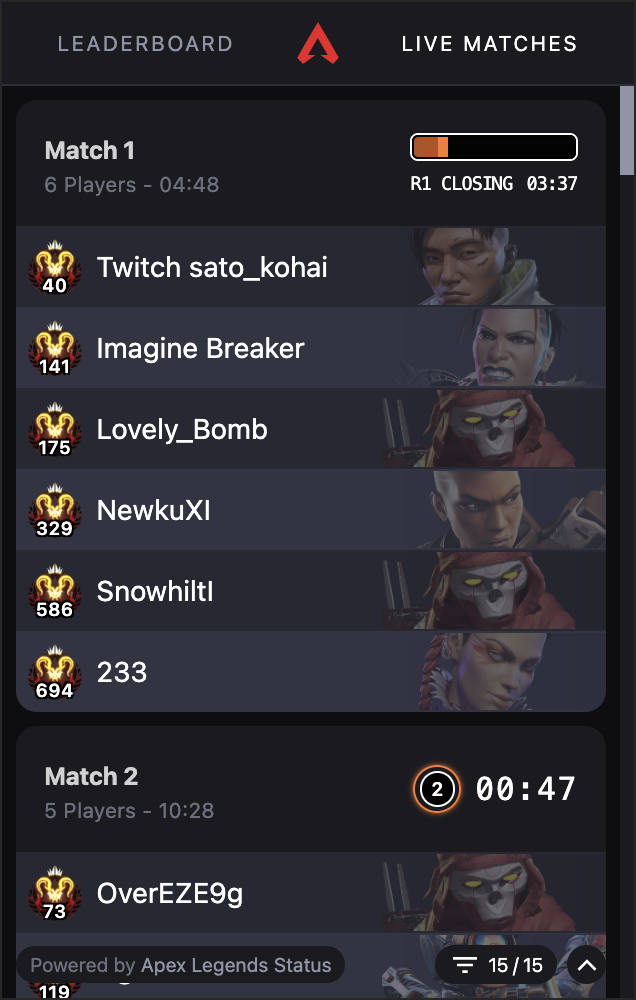 LEADERBOARD
LIVE MATCHES
Match 1
6 Players - 04:48
R1 CLOSING 03:37
40
Twitch sato_kohai
141
Imagine Breaker
175
Lovely_Bomb
329
NewkuXI
586
SnowhiltI
694
233
Match 2
5 Players - 10:28
2
00:47
73
OverEZE9g
Powered by Apex Legends Status
15/15
119